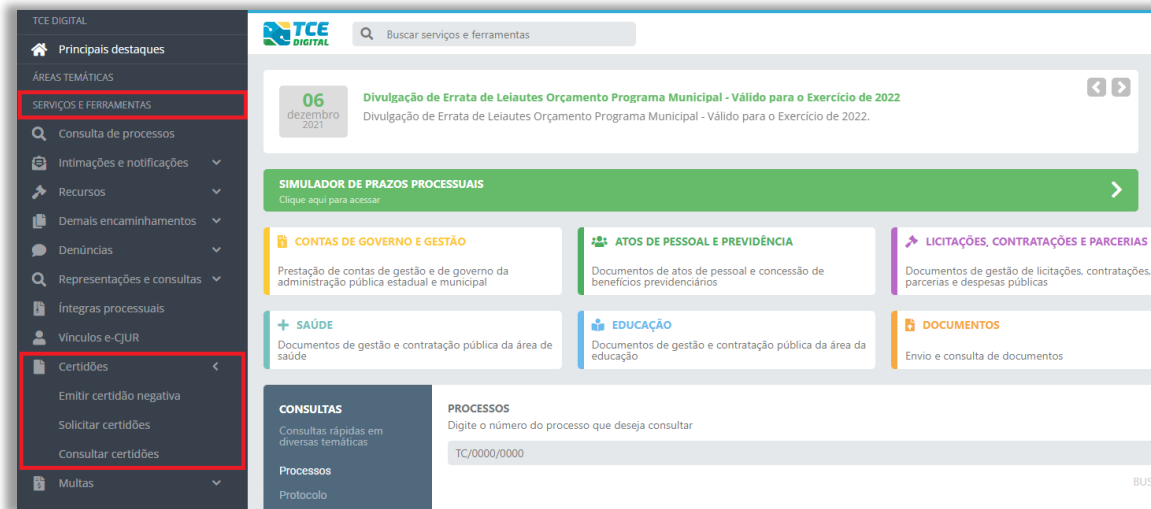 TCE DIGITAL
Principais destaques
ÁREAS TEMÁTICAS
SERVIÇOS E FERRAMENTAS
Consulta de processos
Intimações e notificações
Recursos
Demais encaminhamentos
Denúncias
Representações e consultas
Íntegras processuais
Vínculos e-CJUR
Certidões
Emitir certidão negativa
Solicitar certidões
Consultar certidões
Multas
TCE
DIGITAL
Buscar serviços e ferramentas
06
dezembro
2021
Divulgação de Errata de Leiautes Orçamento Programa Municipal - Válido para o Exercício de 2022
Divulgação de Errata de Leiautes Orçamento Programa Municipal - Válido para o Exercício de 2022.
SIMULADOR DE PRAZOS PROCESSUAIS
Clique aqui para acessar
CONTAS DE GOVERNO E GESTÃO
Prestação de contas de gestão e de governo da
administração pública estadual e municipal
ATOS DE PESSOAL E PREVIDÊNCIA
Documentos de atos de pessoal e concessão de
benefícios previdenciários
LICITAÇÕES, CONTRATAÇÕES E PARCERIAS
Documentos de gestão de licitações, contratações,
parcerias e despesas públicas
SAÚDE
Documentos de gestão e contratação pública da área de
saúde
EDUCAÇÃO
Documentos de gestão e contratação pública da área da
educação
DOCUMENTOS
Envio e consulta de documentos
CONSULTAS
Consultas rápidas em
diversas temáticas
Processos
Protocolo
PROCESSOS
Digite o número do processo que deseja consultar
TC/0000/0000
BUS